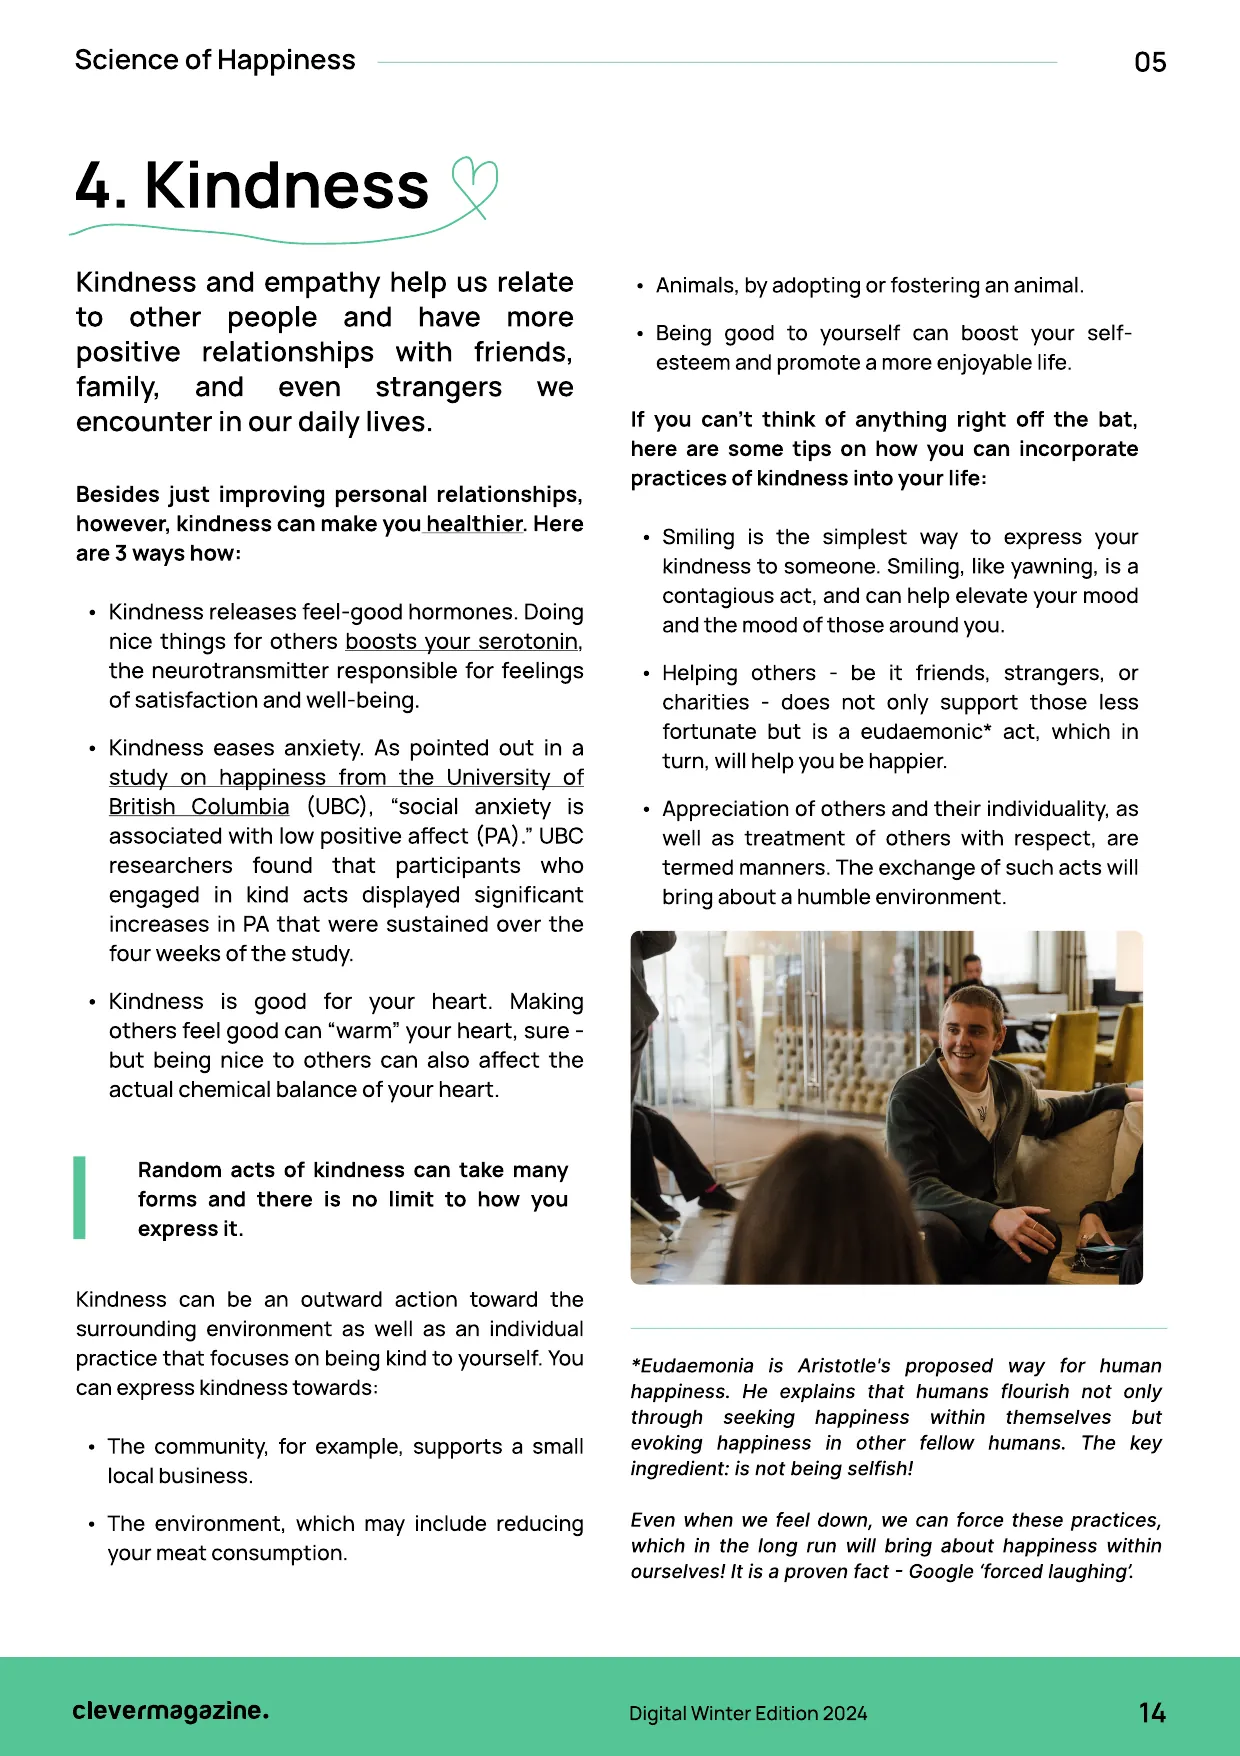 Science of Happiness
05
4. Kindness
Kindness and empathy help us relate
to other people and have more
positive relationships with friends,
family, and even strangers we
encounter in our daily lives.
Besides just improving personal relationships,
however, kindness can make you healthier. Here
are 3 ways how:
• Kindness releases feel-good hormones. Doing
nice things for others boosts your serotonin,
the neurotransmitter responsible for feelings
of satisfaction and well-being.
• Kindness eases anxiety. As pointed out in a
study on happiness from the University of
British Columbia (UBC), “social anxiety is
associated with low positive affect (PA).” UBC
researchers found that participants who
engaged in kind acts displayed significant
increases in PA that were sustained over the
four weeks of the study.
• Kindness is good for your heart. Making
others feel good can “warm” your heart, sure -
but being nice to others can also affect the
actual chemical balance of your heart.
Random acts of kindness can take many
forms and there is no limit to how you
express it.
Kindness can be an outward action toward the
surrounding environment as well as an individual
practice that focuses on being kind to yourself. You
can express kindness towards:
• The community, for example, supports a small
local business.
• The environment, which may include reducing
your meat consumption.
• Animals, by adopting or fostering an animal.
• Being good to yourself can boost your self-
esteem and promote a more enjoyable life.
If you can’t think of anything right off the bat,
here are some tips on how you can incorporate
practices of kindness into your life:
• Smiling is the simplest way to express your
kindness to someone. Smiling, like yawning, is a
contagious act, and can help elevate your mood
and the mood of those around you.
• Helping others - be it friends, strangers, or
charities - does not only support those less
fortunate but is a eudaemonic* act, which in
turn, will help you be happier.
• Appreciation of others and their individuality, as
well as treatment of others with respect, are
termed manners. The exchange of such acts will
bring about a humble environment.
*Eudaemonia is Aristotle's proposed way for human
happiness. He explains that humans flourish not only
through seeking happiness within themselves but
evoking happiness in other fellow humans. The key
ingredient: is not being selfish!
Even when we feel down, we can force these practices,
which in the long run will bring about happiness within
ourselves! It is a proven fact - Google ‘forced laughing’.
clevermagazine.
Digital Winter Edition 2024
14